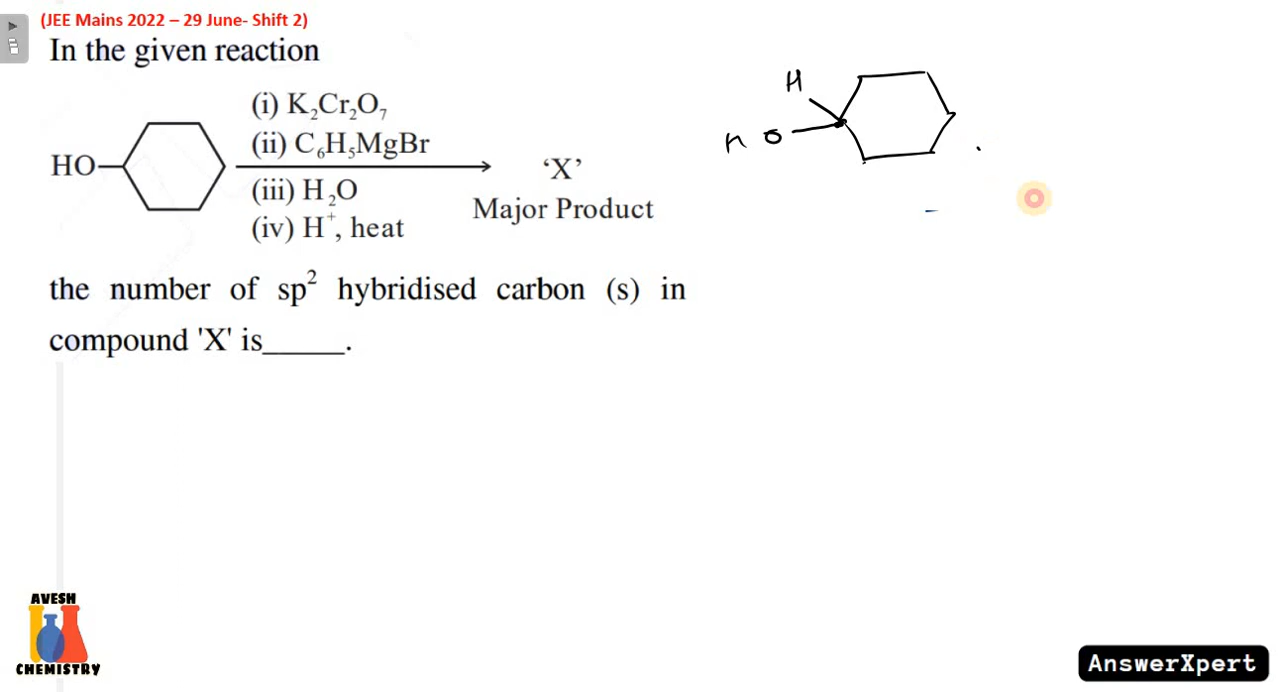 (JEE Mains 2022 – 29 June- Shift 2)
In the given reaction
HO
(i) K₂Cr₂O₇
(ii) C₆H₅MgBr
(iii) H₂O
(iv) H⁺, heat
‘X’
Major Product
the number of sp² hybridised carbon (s) in
compound 'X' is_____.
H
H O
AVESH
CHEMISTRY
AnswerXpert